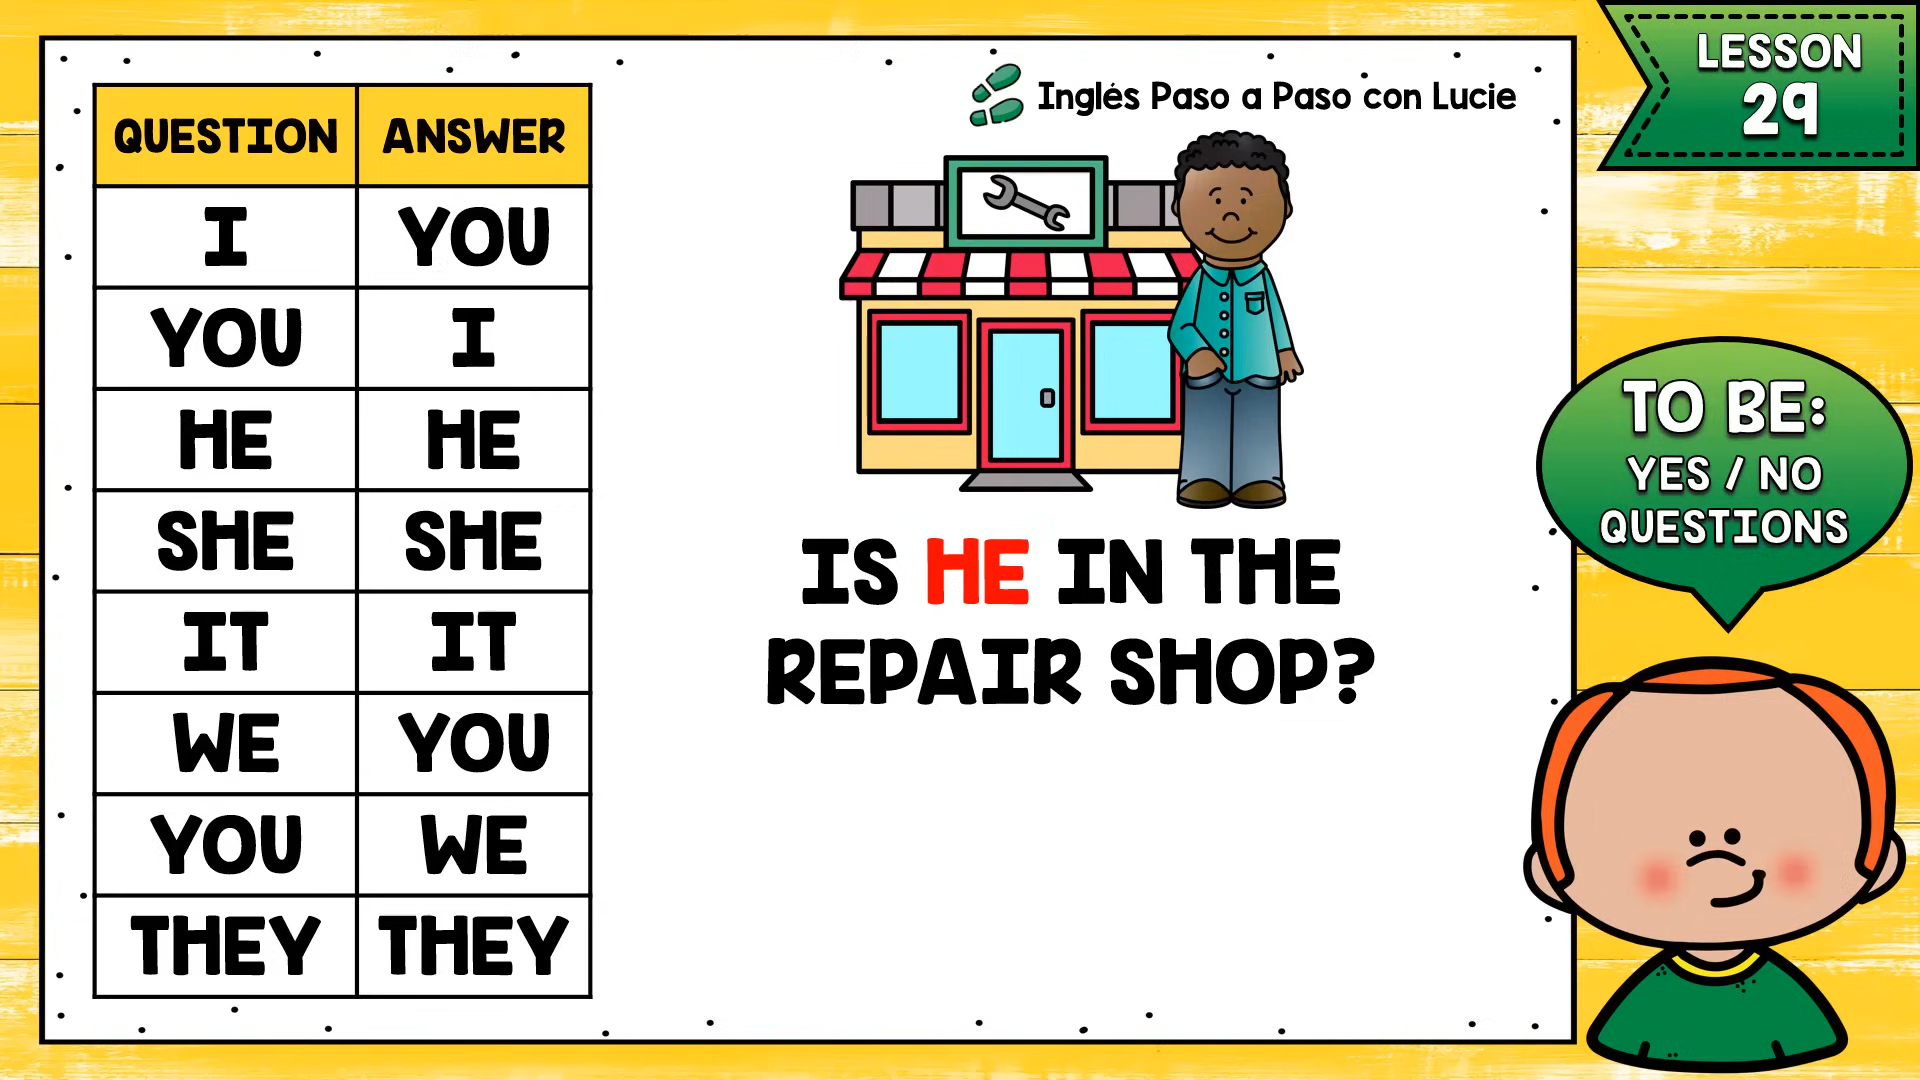 LESSON
29
Inglés Paso a Paso con Lucie
QUESTION ANSWER
I YOU
YOU I
HE HE
SHE SHE
IT IT
WE YOU
YOU WE
THEY THEY
IS HE IN THE
REPAIR SHOP?
TO BE:
YES / NO
QUESTIONS